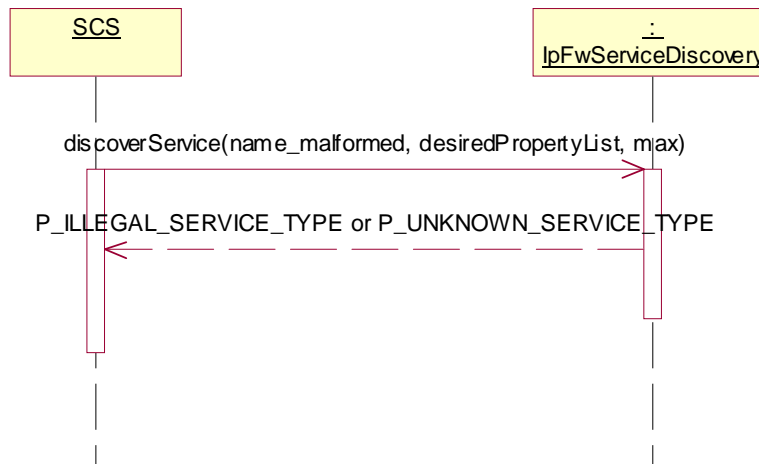 SCS
:
IpFwServiceDiscovery
discoverService(name_malformed, desiredPropertyList, max)
P_ILLEGAL_SERVICE_TYPE or P_UNKNOWN_SERVICE_TYPE